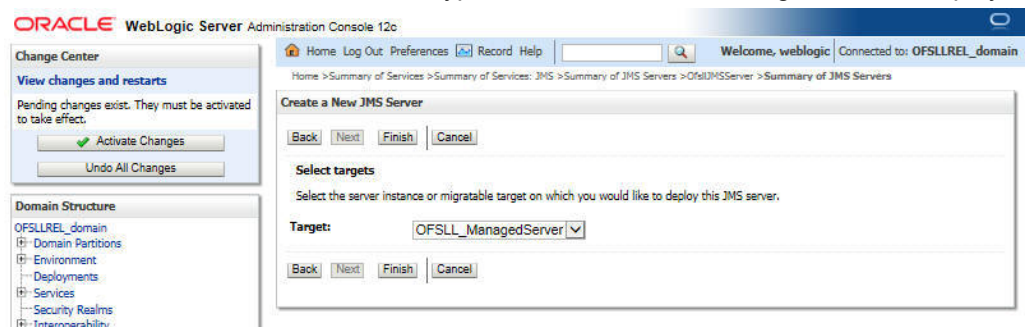 ORACLE WebLogic Server Administration Console 12c
Change Center
View changes and restarts
Pending changes exist. They must be activated
to take effect.
Activate Changes
Undo All Changes
Domain Structure
OFSLLREL_domain
Domain Partitions
Environment
Deployments
Services
Security Realms
Interoperability
Home Log Out Preferences Record Help
Welcome, weblogic Connected to: OFSLLREL_domain
Home >Summary of Services >Summary of Services: JMS >Summary of JMS Servers >OfsllJMSServer >Summary of JMS Servers
Create a New JMS Server
Back Next Finish Cancel
Select targets
Select the server instance or migratable target on which you would like to deploy this JMS server.
Target: OFSLL_ManagedServer
Back Next Finish Cancel